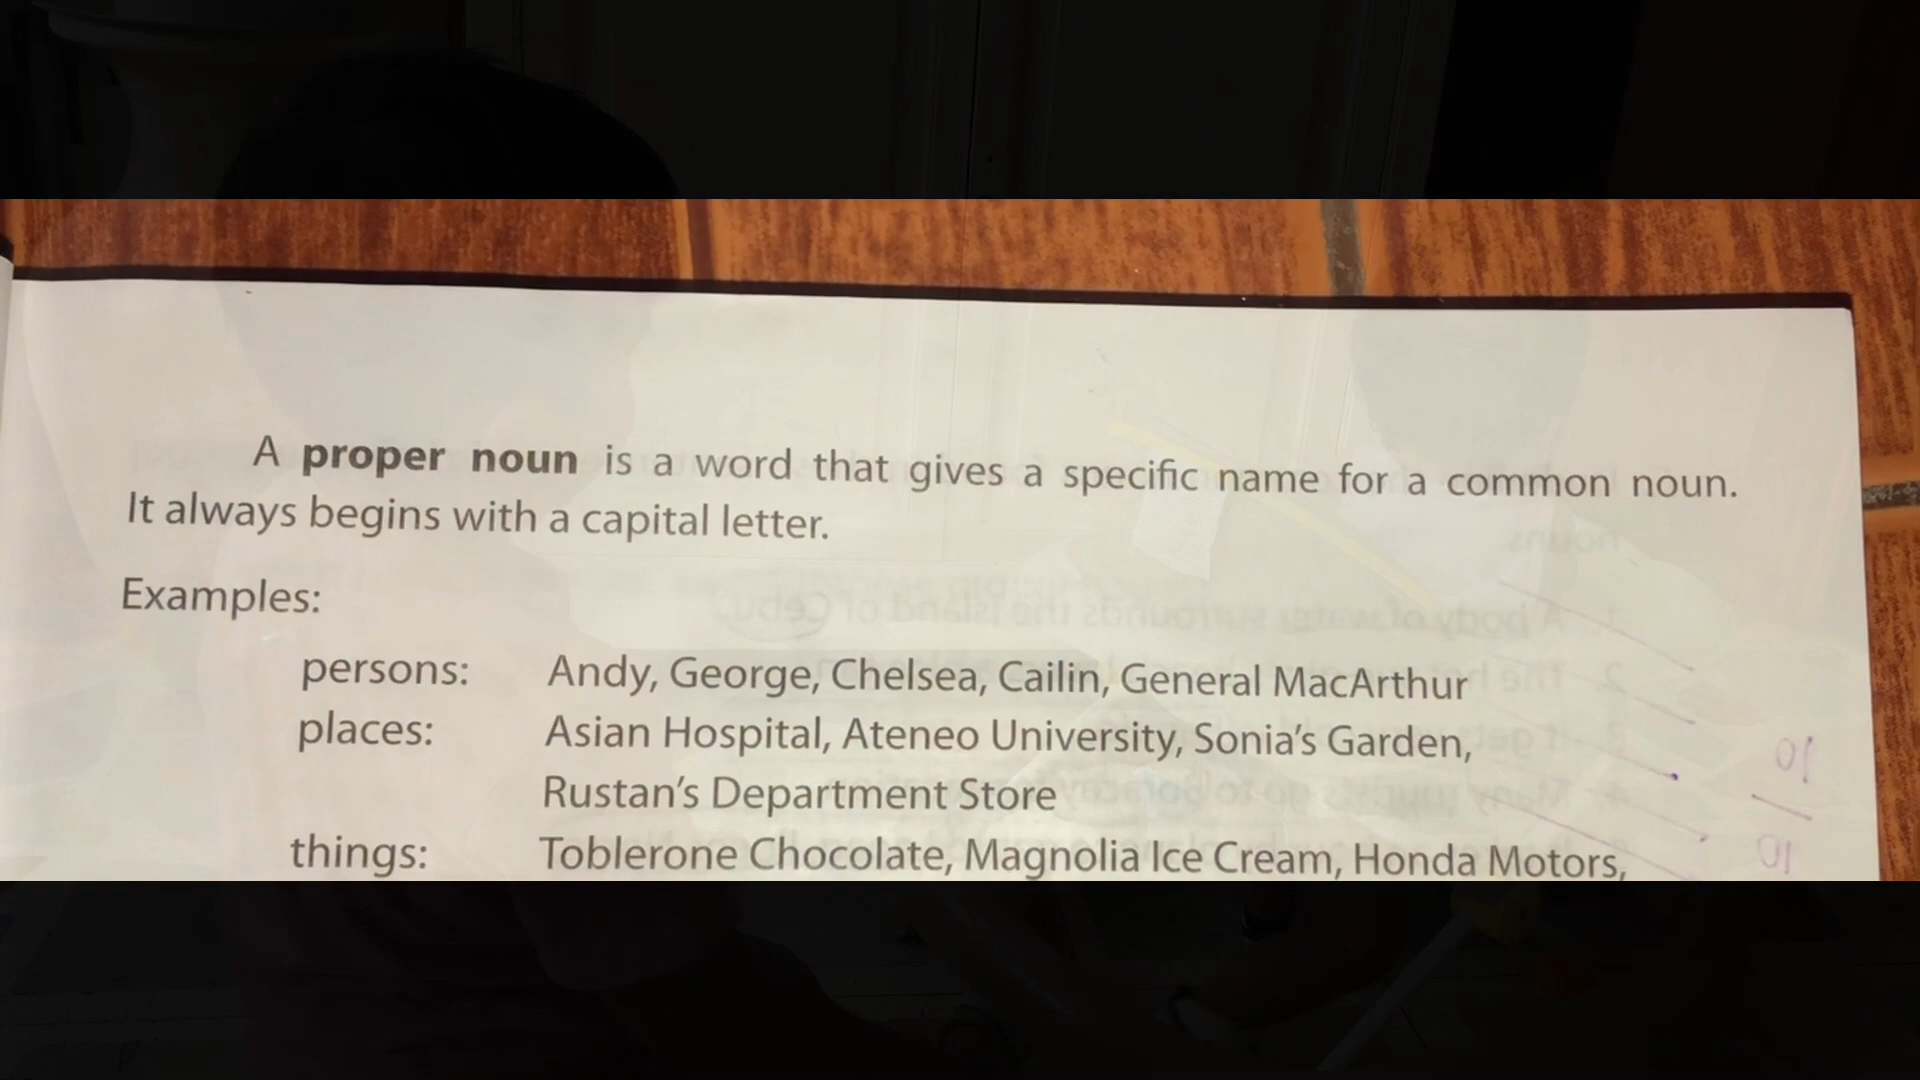 A proper noun is a word that gives a specific name for a common noun.
It always begins with a capital letter.
Examples:
persons: Andy, George, Chelsea, Cailin, General MacArthur
places: Asian Hospital, Ateneo University, Sonia's Garden,
Rustan's Department Store
things: Toblerone Chocolate, Magnolia Ice Cream, Honda Motors,